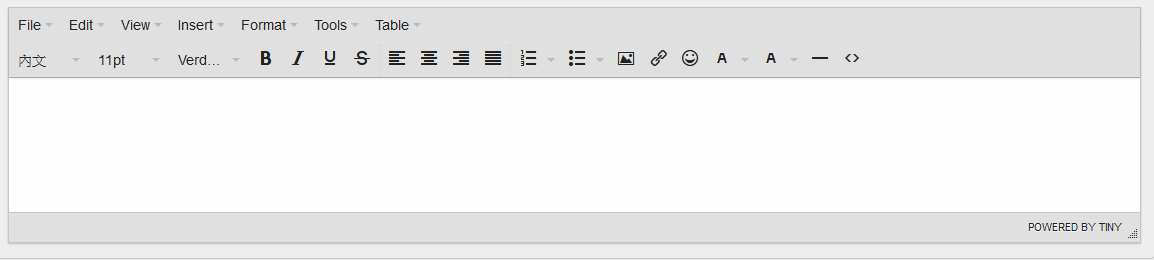 File Edit View Insert Format Tools Table
內文 11pt Verd... B I U S A A
POWERED BY TINY